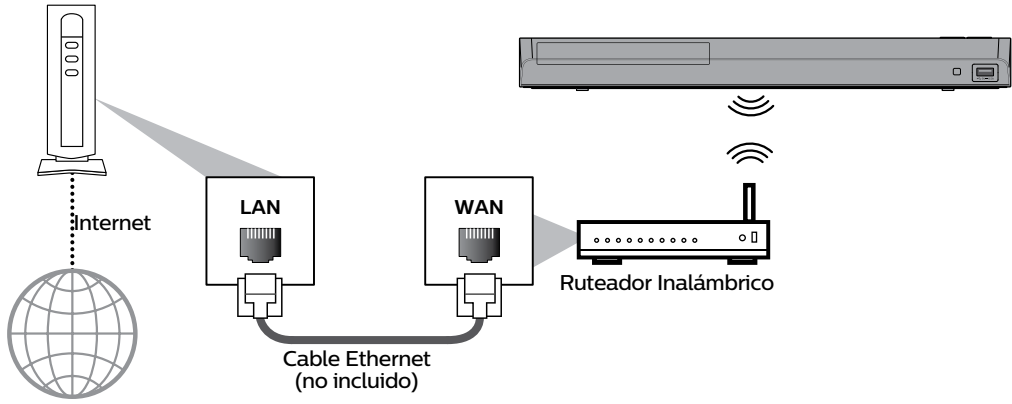 Internet
LAN
WAN
Ruteador Inalámbrico
Cable Ethernet
(no incluido)